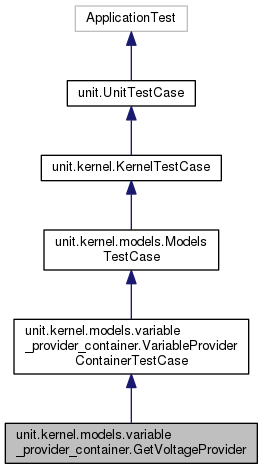 ApplicationTest
unit.UnitTestCase
unit.kernel.KernelTestCase
unit.kernel.models.Models
TestCase
unit.kernel.models.variable
_provider_container.VariableProvider
ContainerTestCase
unit.kernel.models.variable
_provider_container.GetVoltageProvider